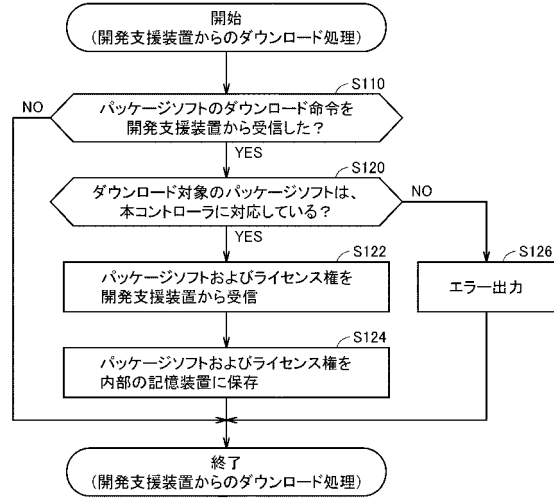 開始
(開発支援装置からのダウンロード処理)
S110
NO
パッケージソフトのダウンロード命令を
開発支援装置から受信した?
YES
S120
ダウンロード対象のパッケージソフトは、
本コントローラに対応している?
NO
YES
S122
パッケージソフトおよびライセンス権を
開発支援装置から受信
S126
エラー出力
S124
パッケージソフトおよびライセンス権を
内部の記憶装置に保存
終了
(開発支援装置からのダウンロード処理)